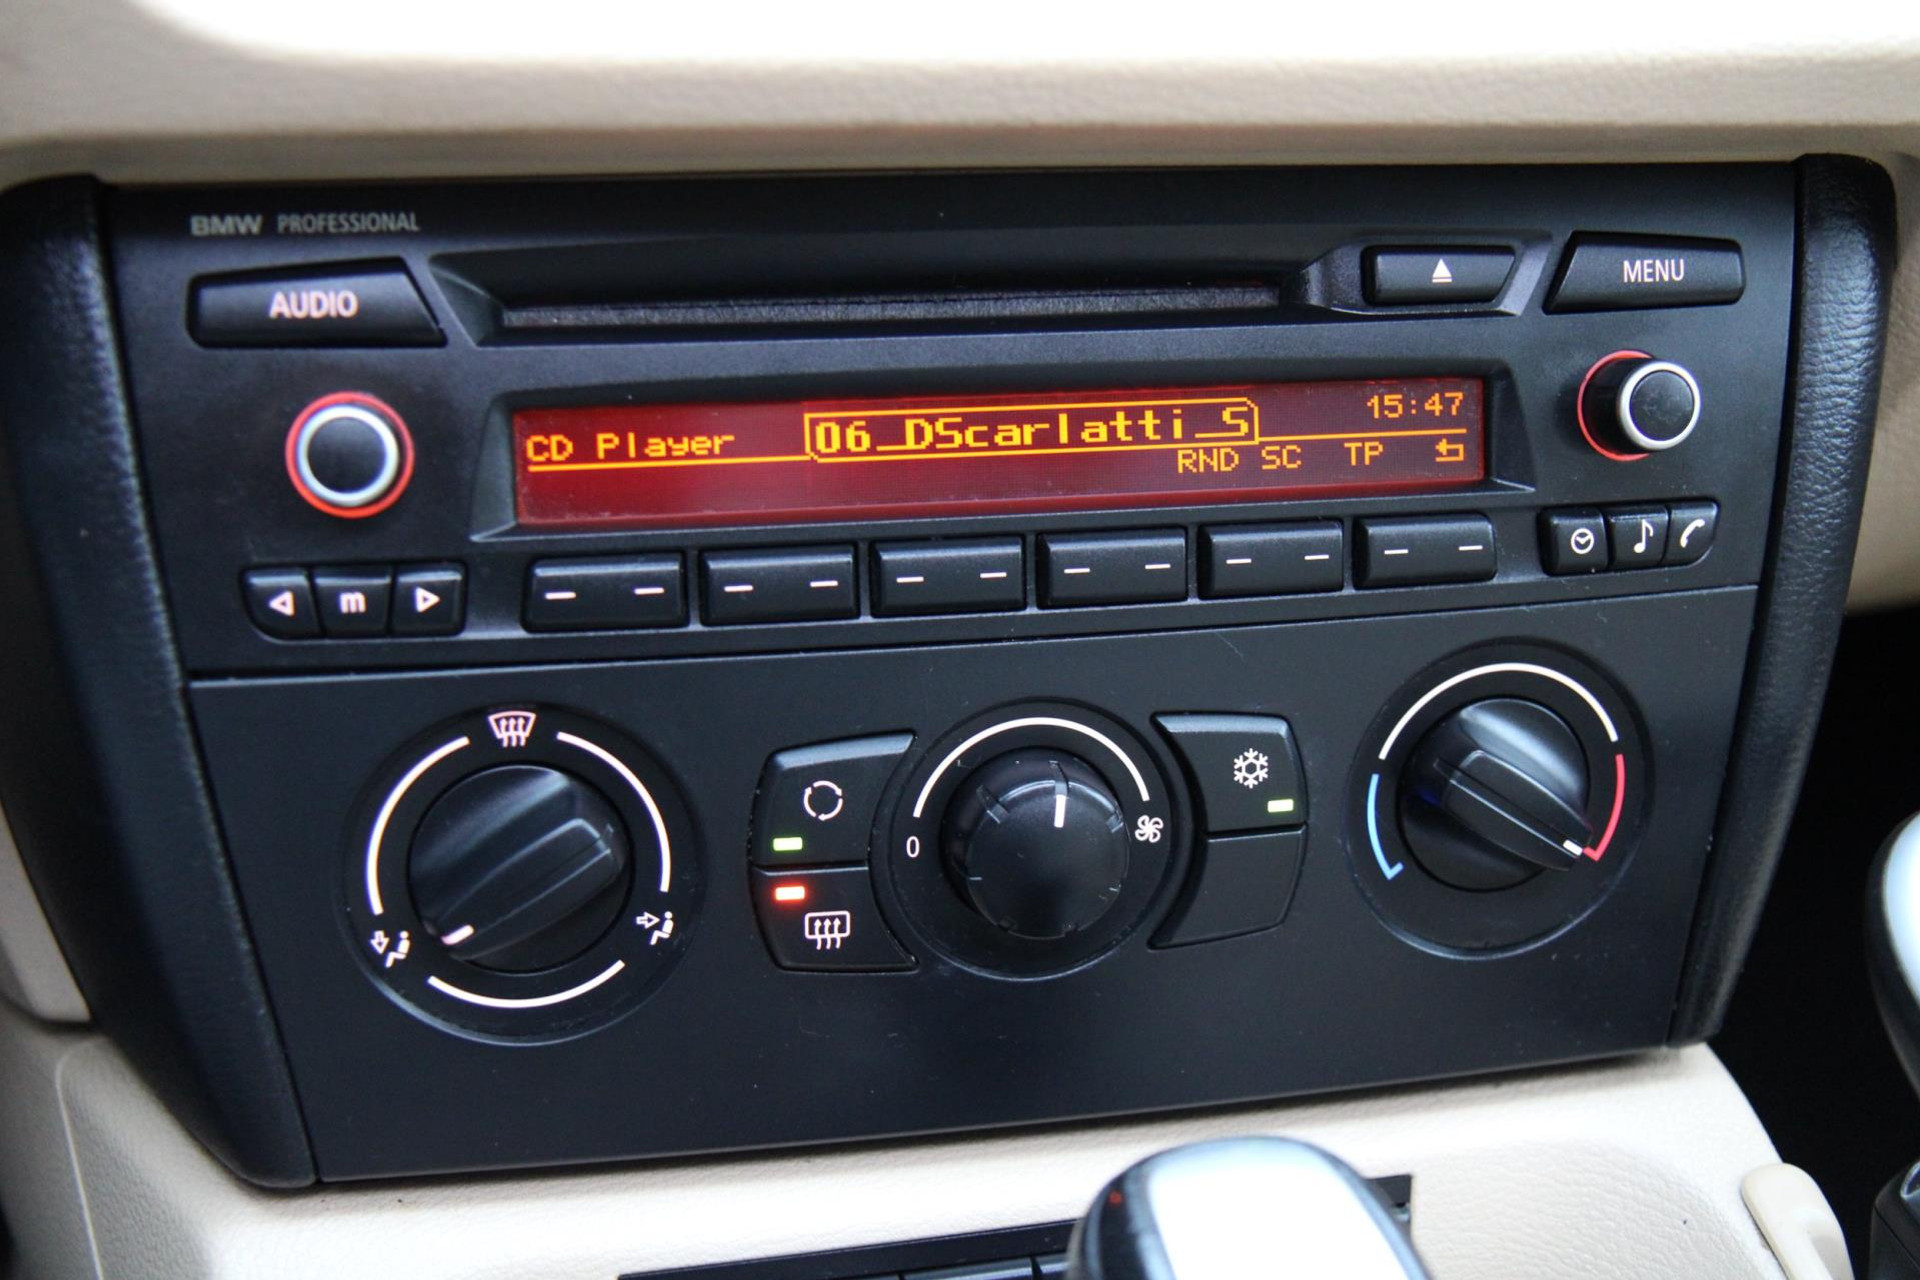 BMW PROFESSIONAL
AUDIO
MENU
CD Player 06_DScarlatti_S 15:47
RND SC TP
m
0